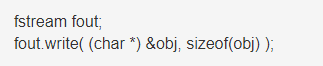 fstream fout;
fout.write( (char *) &obj, sizeof(obj) );